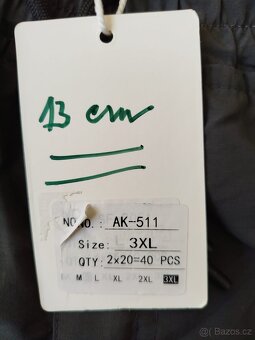 13 cm
NO.: AK-511
Size: 3XL
QTY: 2x20=40 PCS
M L XL 2XL 3XL
Bazos.cz